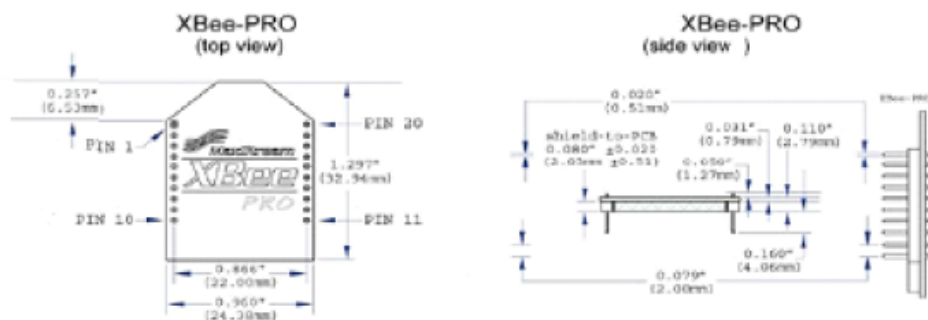 XBee-PRO
(top view)
0.257"
(6.53mm)
PIN 1
PIN 20
MaxStream
XBee
PRO
1.297"
(32.94mm)
PIN 10
PIN 11
0.866"
(22.00mm)
0.960"
(24.38mm)
XBee-PRO
(side view )
0.020"
(0.51mm)
XBee-PRO
shield-to-PCB
0.080" ±0.020
(2.03mm ±0.51)
0.031"
(0.79mm)
0.110"
(2.79mm)
0.050"
(1.27mm)
0.160"
(4.06mm)
0.079"
(2.00mm)